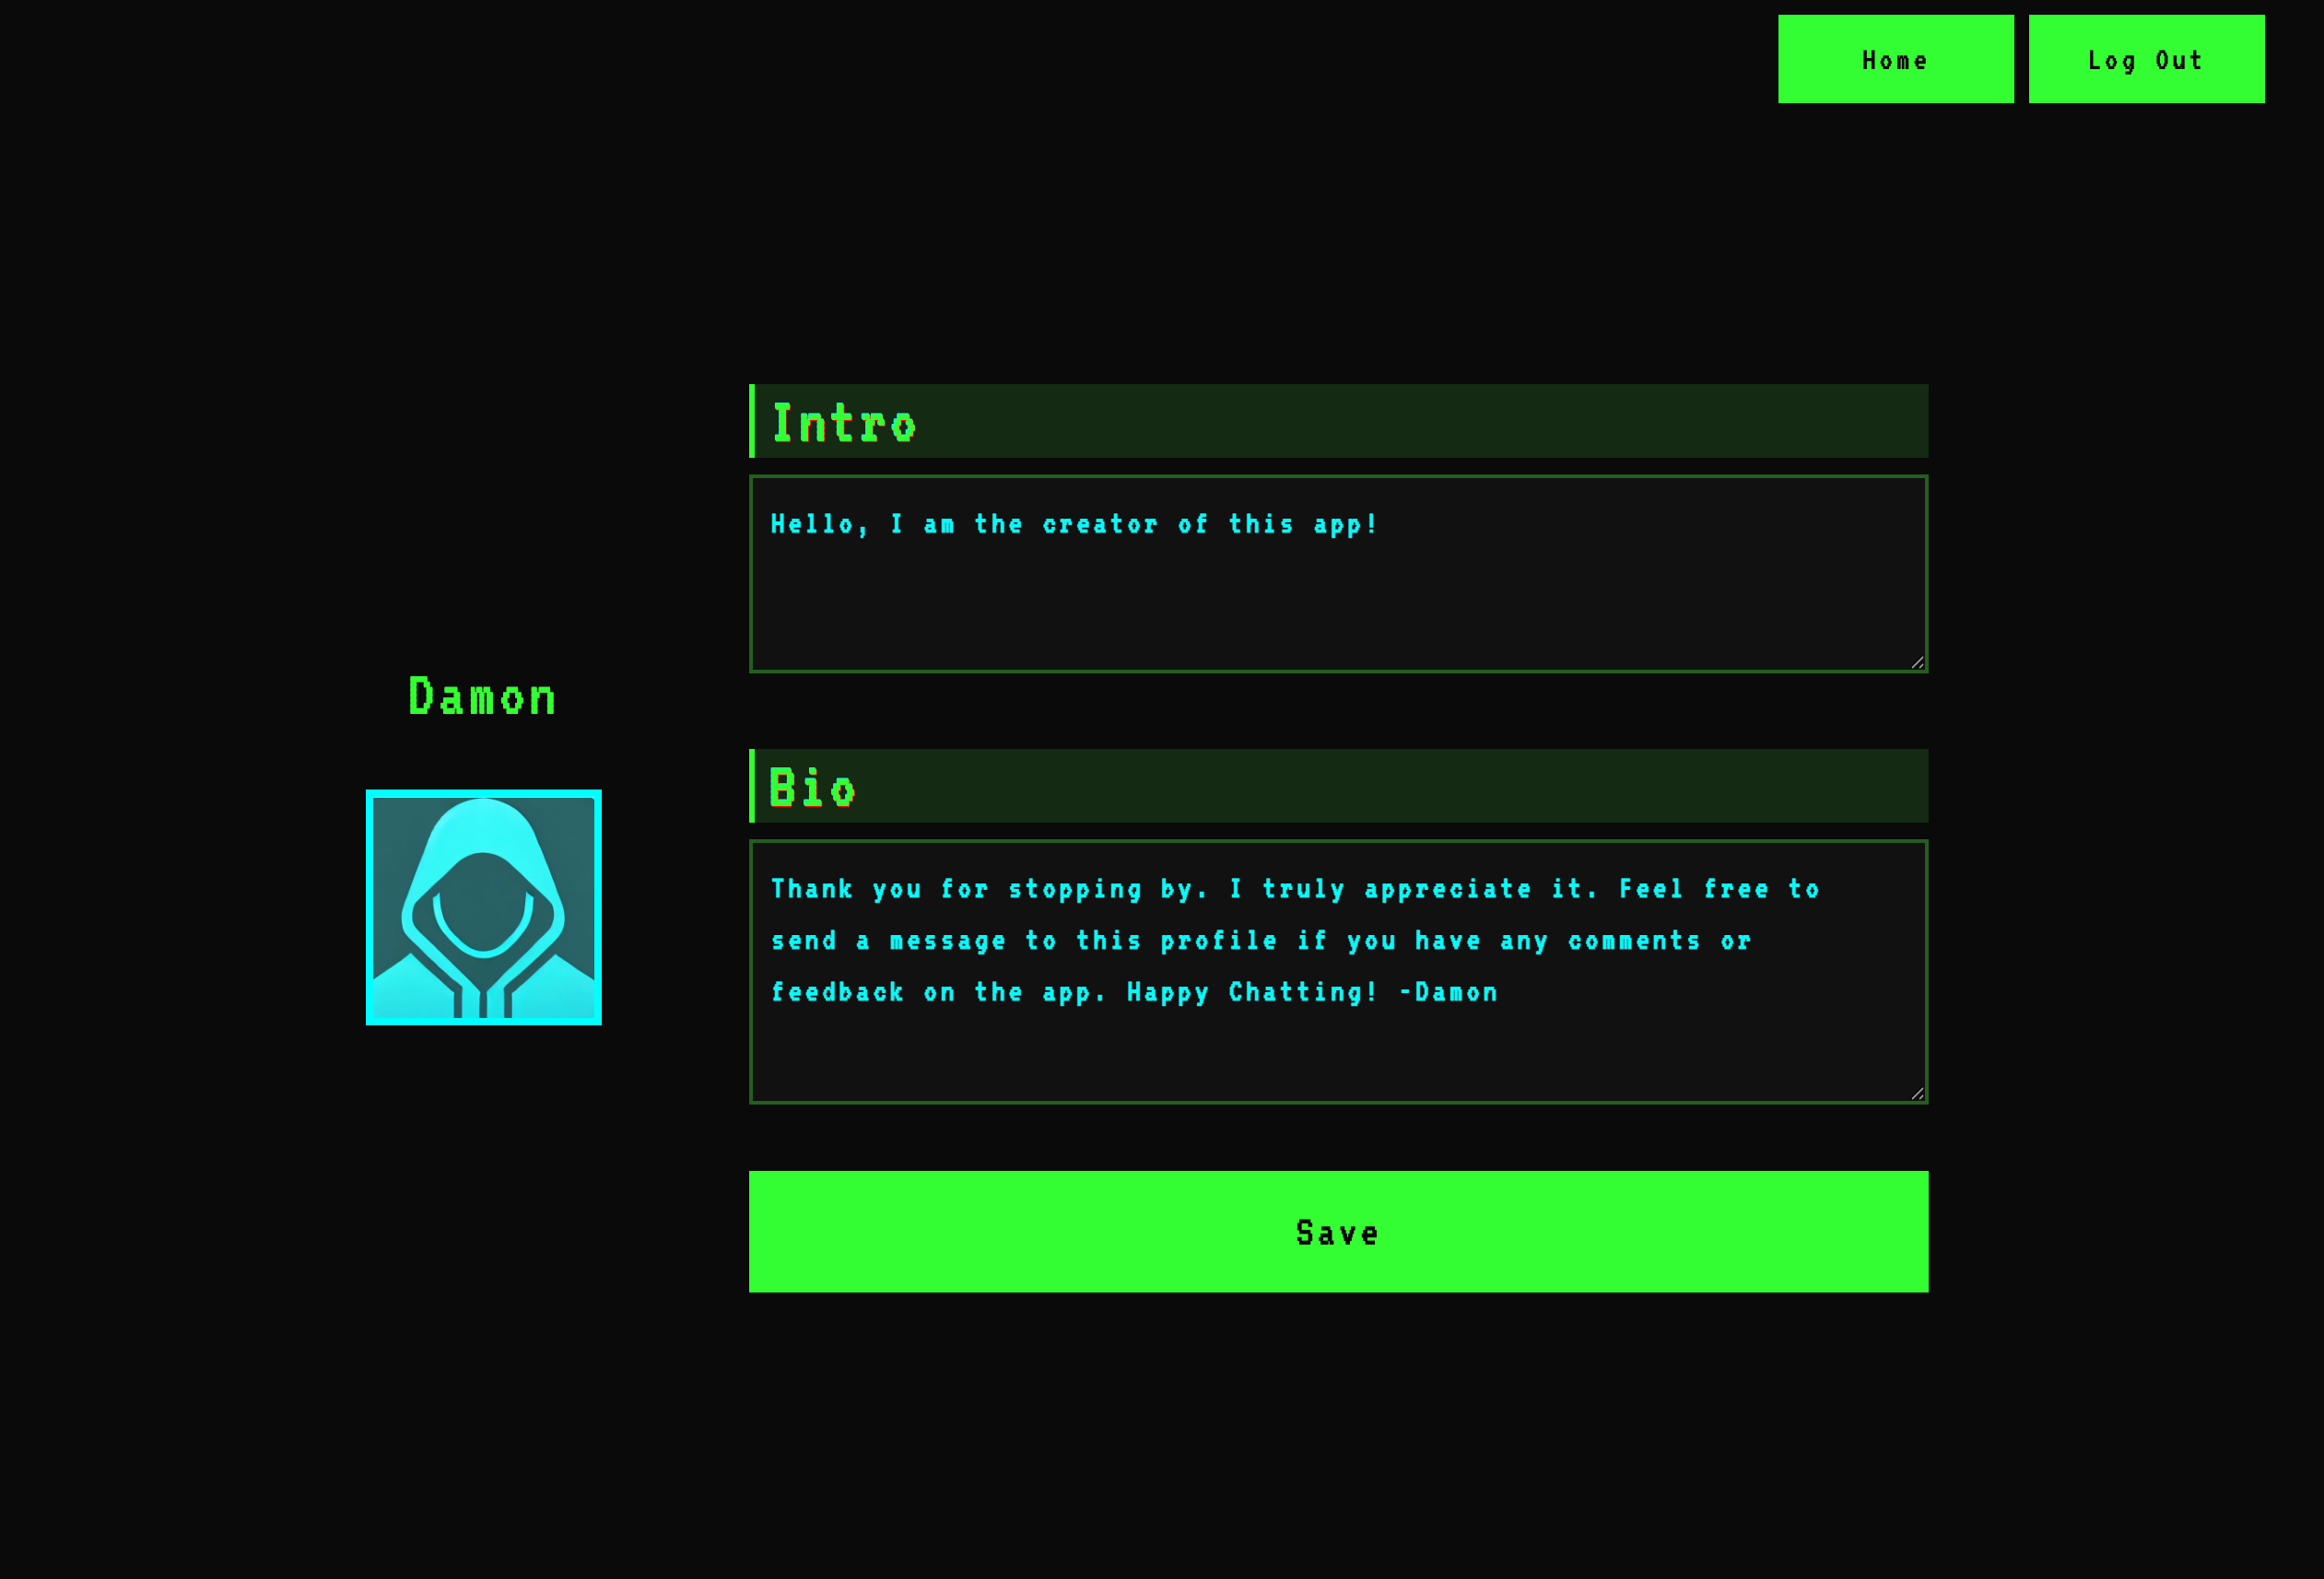 Home
Log Out
Intro
Hello, I am the creator of this app!
Damon
Bio
Thank you for stopping by. I truly appreciate it. Feel free to
send a message to this profile if you have any comments or
feedback on the app. Happy Chatting! -Damon
Save